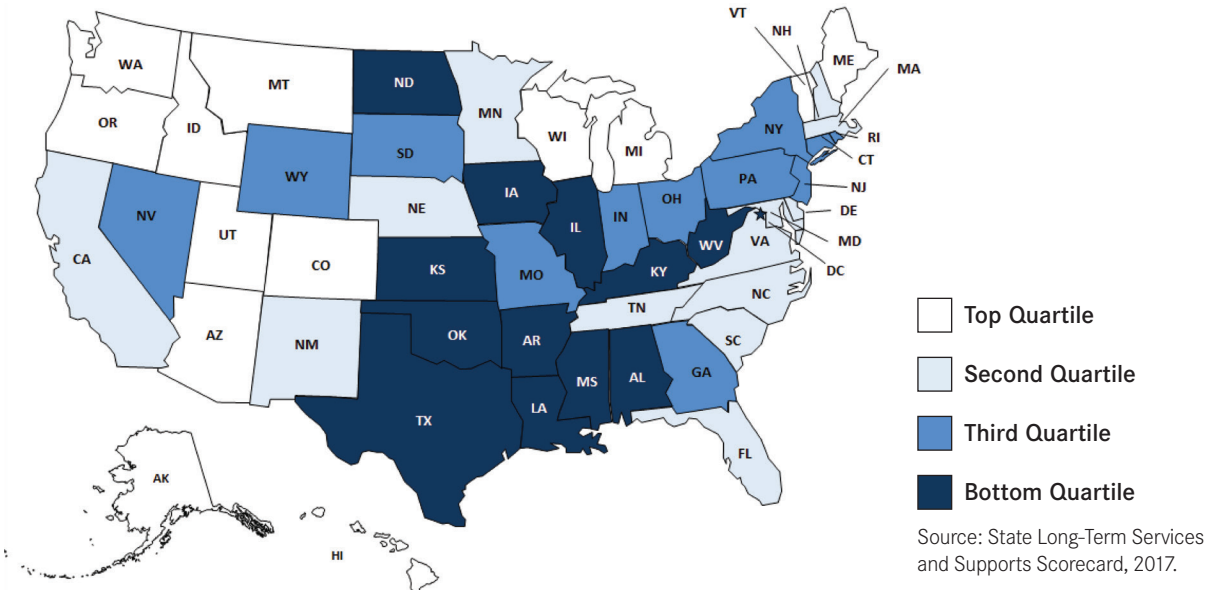 VT
NH
WA
ME
MT
ND
MA
MN
OR
ID
WI
NY
RI
SD
MI
CT
WY
PA
NJ
IA
NE
OH
NV
IN
DE
IL
UT
VA
MD
CA
CO
WV
KS
MO
KY
DC
NC
TN
OK
AZ
NM
AR
SC
MS
AL
GA
LA
TX
FL
AK
HI
Top Quartile
Second Quartile
Third Quartile
Bottom Quartile
Source: State Long-Term Services
and Supports Scorecard, 2017.